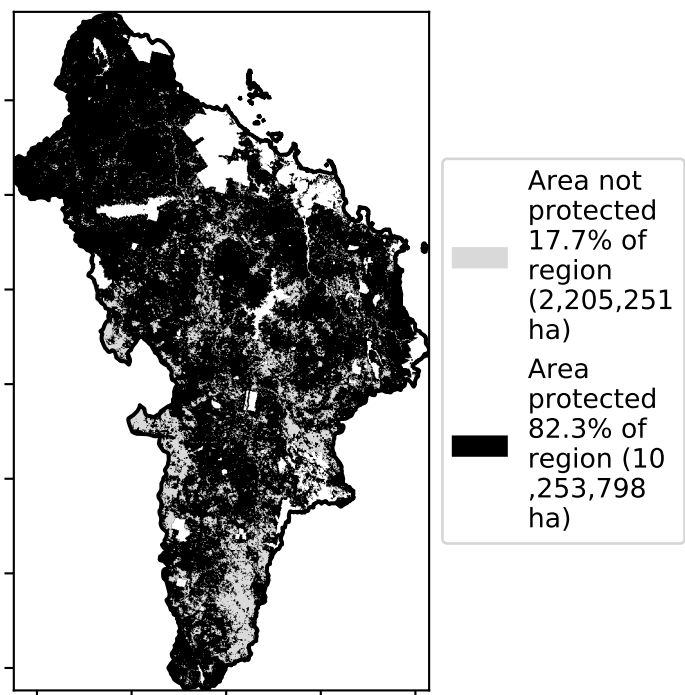 Area not
protected
17.7% of
region
(2,205,251
ha)
Area
protected
82.3% of
region (10
,253,798
ha)